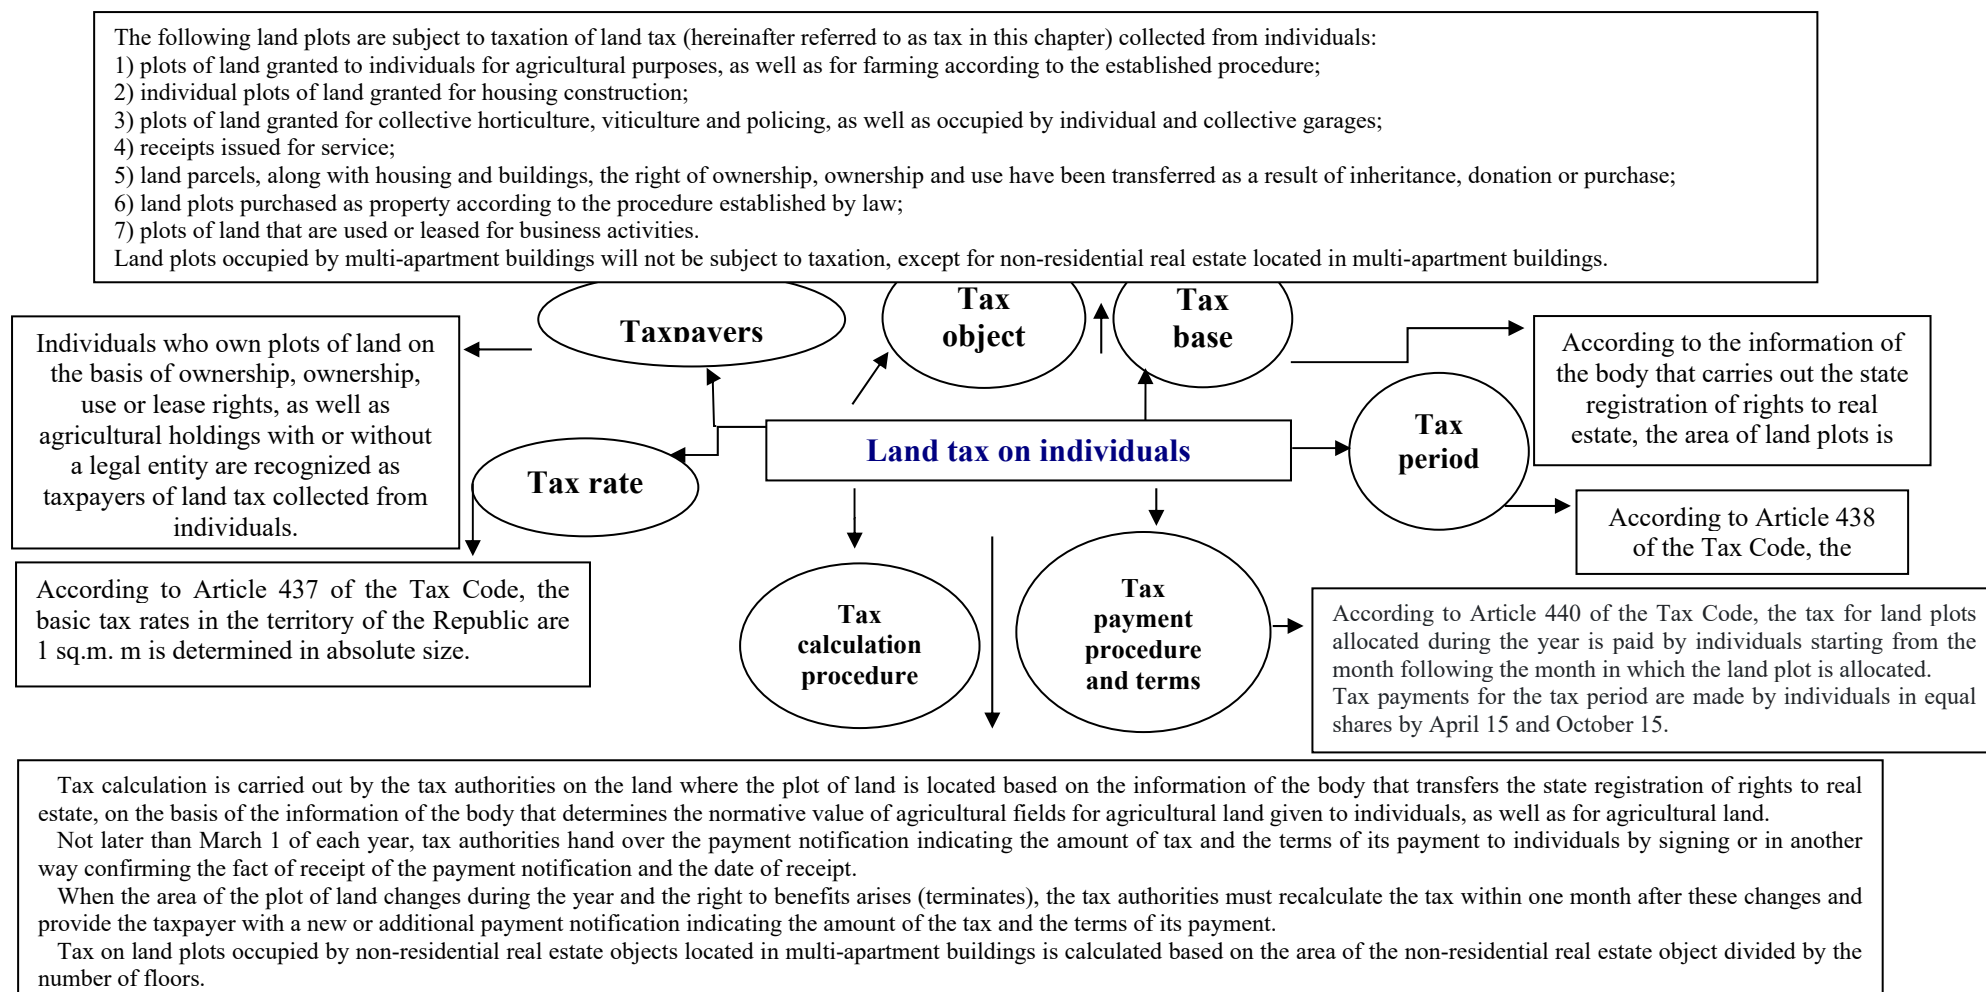 The following land plots are subject to taxation of land tax (hereinafter referred to as tax in this chapter) collected from individuals:
1) plots of land granted to individuals for agricultural purposes, as well as for farming according to the established procedure;
2) individual plots of land granted for housing construction;
3) plots of land granted for collective horticulture, viticulture and policing, as well as occupied by individual and collective garages;
4) receipts issued for service;
5) land parcels, along with housing and buildings, the right of ownership, ownership and use have been transferred as a result of inheritance, donation or purchase;
6) land plots purchased as property according to the procedure established by law;
7) plots of land that are used or leased for business activities.
Land plots occupied by multi-apartment buildings will not be subject to taxation, except for non-residential real estate located in multi-apartment buildings.
Taxpayers
Tax
object
Tax
base
Individuals who own plots of land on
the basis of ownership, ownership,
use or lease rights, as well as
agricultural holdings with or without
a legal entity are recognized as
taxpayers of land tax collected from
individuals.
According to the information of
the body that carries out the state
registration of rights to real
estate, the area of land plots is
Land tax on individuals
Tax
period
Tax rate
According to Article 438
of the Tax Code, the
According to Article 437 of the Tax Code, the
basic tax rates in the territory of the Republic are
1 sq.m. m is determined in absolute size.
Tax
calculation
procedure
Tax
payment
procedure
and terms
According to Article 440 of the Tax Code, the tax for land plots
allocated during the year is paid by individuals starting from the
month following the month in which the land plot is allocated.
Tax payments for the tax period are made by individuals in equal
shares by April 15 and October 15.
Tax calculation is carried out by the tax authorities on the land where the plot of land is located based on the information of the body that transfers the state registration of rights to real
estate, on the basis of the information of the body that determines the normative value of agricultural fields for agricultural land given to individuals, as well as for agricultural land.
Not later than March 1 of each year, tax authorities hand over the payment notification indicating the amount of tax and the terms of its payment to individuals by signing or in another
way confirming the fact of receipt of the payment notification and the date of receipt.
When the area of the plot of land changes during the year and the right to benefits arises (terminates), the tax authorities must recalculate the tax within one month after these changes and
provide the taxpayer with a new or additional payment notification indicating the amount of the tax and the terms of its payment.
Tax on land plots occupied by non-residential real estate objects located in multi-apartment buildings is calculated based on the area of the non-residential real estate object divided by the
number of floors.